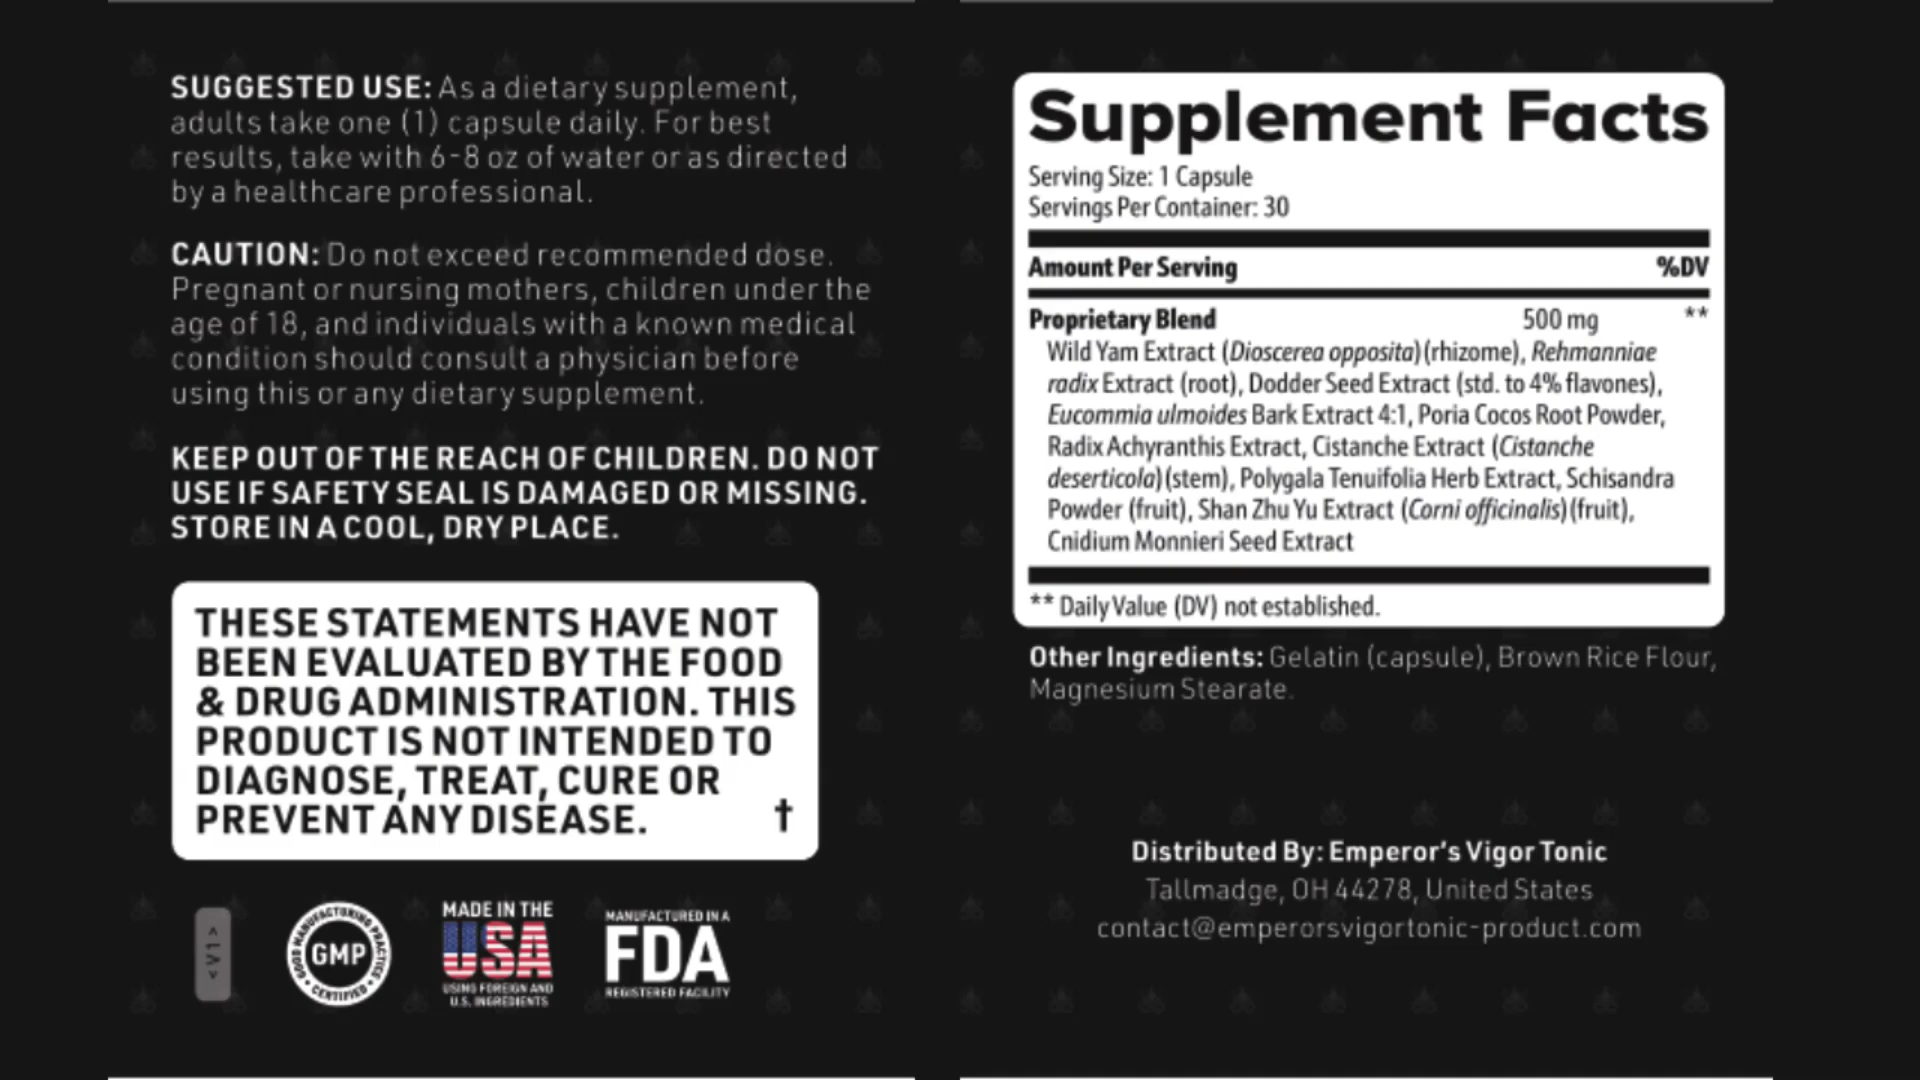 SUGGESTED USE: As a dietary supplement,
adults take one (1) capsule daily. For best
results, take with 6-8 oz of water or as directed
by a healthcare professional.
CAUTION: Do not exceed recommended dose.
Pregnant or nursing mothers, children under the
age of 18, and individuals with a known medical
condition should consult a physician before
using this or any dietary supplement.
KEEP OUT OF THE REACH OF CHILDREN. DO NOT
USE IF SAFETY SEAL IS DAMAGED OR MISSING.
STORE IN A COOL, DRY PLACE.
THESE STATEMENTS HAVE NOT
BEEN EVALUATED BY THE FOOD
& DRUG ADMINISTRATION. THIS
PRODUCT IS NOT INTENDED TO
DIAGNOSE, TREAT, CURE OR
PREVENT ANY DISEASE. †
<V1>
GOOD MANUFACTURING PRACTICE
GMP
• CERTIFIED •
MADE IN THE
USA
USING FOREIGN AND
U.S. INGREDIENTS
MANUFACTURED IN A
FDA
REGISTERED FACILITY
Supplement Facts
Serving Size: 1 Capsule
Servings Per Container: 30
Amount Per Serving %DV
Proprietary Blend 500 mg **
Wild Yam Extract (Dioscerea opposita)(rhizome), Rehmanniae
radix Extract (root), Dodder Seed Extract (std. to 4% flavones),
Eucommia ulmoides Bark Extract 4:1, Poria Cocos Root Powder,
Radix Achyranthis Extract, Cistanche Extract (Cistanche
deserticola)(stem), Polygala Tenuifolia Herb Extract, Schisandra
Powder (fruit), Shan Zhu Yu Extract (Corni officinalis)(fruit),
Cnidium Monnieri Seed Extract
** Daily Value (DV) not established.
Other Ingredients: Gelatin (capsule), Brown Rice Flour,
Magnesium Stearate.
Distributed By: Emperor's Vigor Tonic
Tallmadge, OH 44278, United States
contact@emperorsvigortonic-product.com